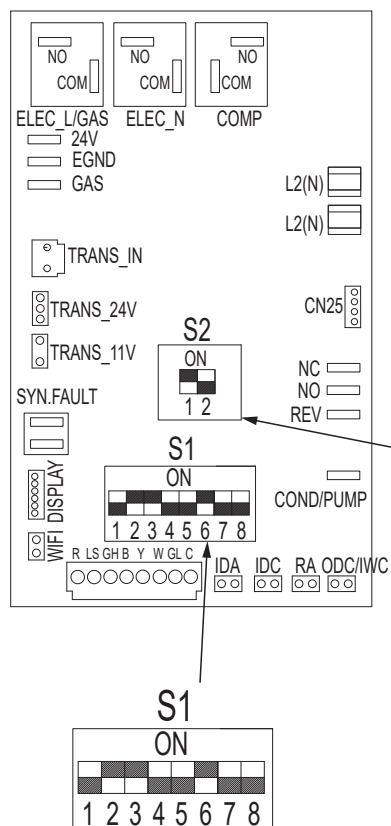 NO NO NO
COM COM COM
ELEC_L/GAS ELEC_N COMP
24V
EGND
GAS
L2(N)
L2(N)
TRANS_IN
TRANS_24V
CN25
TRANS_11V
S2
ON
1 2
NC
NO
REV
SYN.FAULT
S1
ON
1 2 3 4 5 6 7 8
DISPLAY
WIFI
COND/PUMP
R LS GH B Y W GL C
IDA IDC RA ODC/IWC
S1
ON
1 2 3 4 5 6 7 8